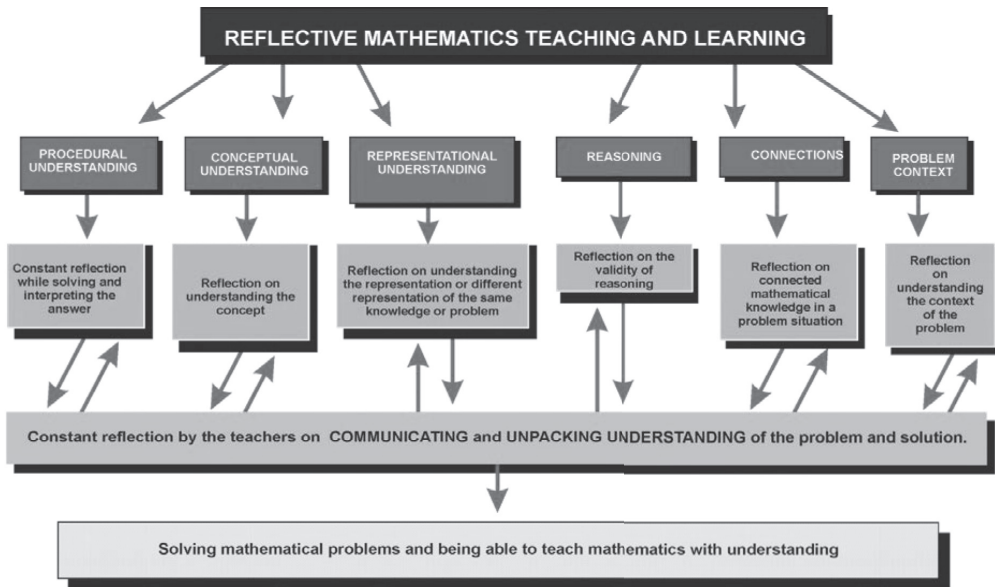 REFLECTIVE MATHEMATICS TEACHING AND LEARNING
PROCEDURAL
UNDERSTANDING
CONCEPTUAL
UNDERSTANDING
REPRESENTATIONAL
UNDERSTANDING
REASONING
CONNECTIONS
PROBLEM
CONTEXT
Constant reflection
while solving and
interpreting the
answer
Reflection on
understanding the
concept
Reflection on understanding
the representation or different
representation of the same
knowledge or problem
Reflection on the
validity of
reasoning
Reflection on
connected
mathematical
knowledge in a
problem situation
Reflection
on
understanding
the context
of the
problem
Constant reflection by the teachers on COMMUNICATING and UNPACKING UNDERSTANDING of the problem and solution.
Solving mathematical problems and being able to teach mathematics with understanding